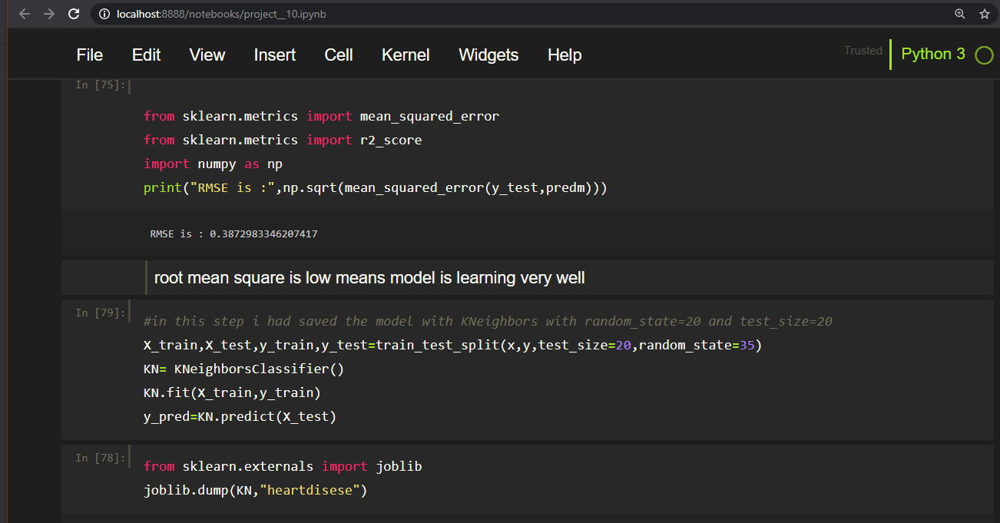 localhost:8888/notebooks/project__10.ipynb
File Edit View Insert Cell Kernel Widgets Help Trusted Python 3
In [75]:
from sklearn.metrics import mean_squared_error
from sklearn.metrics import r2_score
import numpy as np
print("RMSE is :",np.sqrt(mean_squared_error(y_test,predm)))
RMSE is : 0.3872983346207417
root mean square is low means model is learning very well
In [79]:
#in this step i had saved the model with KNeighbors with random_state=20 and test_size=20
X_train,X_test,y_train,y_test=train_test_split(x,y,test_size=20,random_state=35)
KN= KNeighborsClassifier()
KN.fit(X_train,y_train)
y_pred=KN.predict(X_test)
In [78]:
from sklearn.externals import joblib
joblib.dump(KN,"heartdisese")